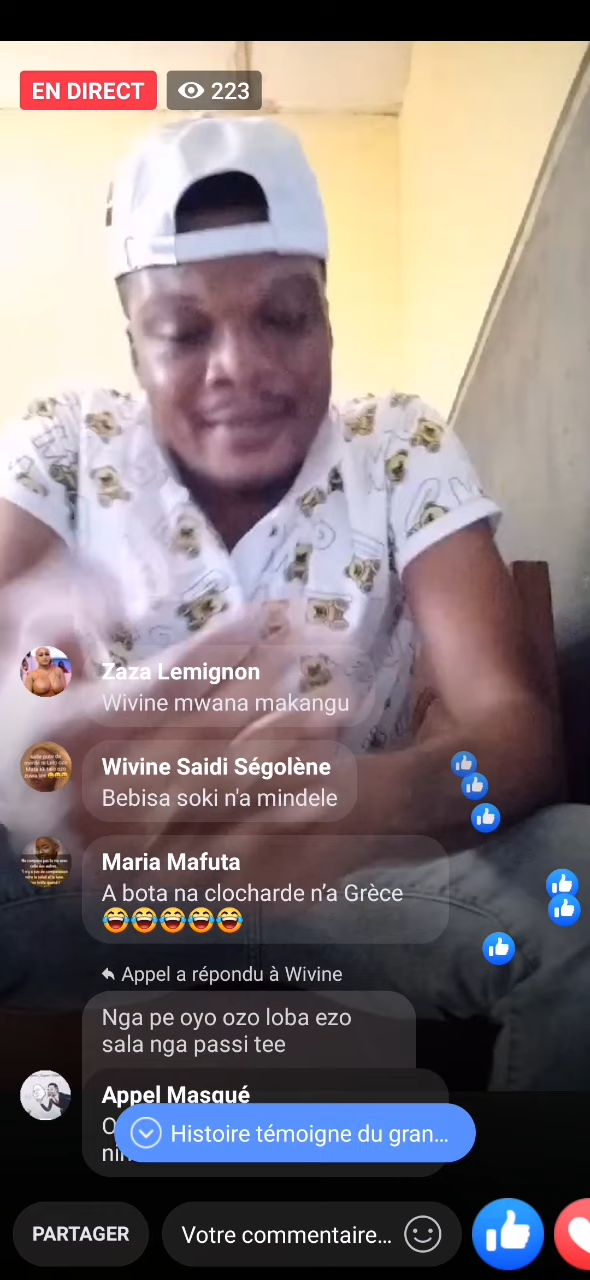 EN DIRECT
223
Zaza Lemignon
Wivine mwana makangu
Wivine Saidi Ségolène
Bebisa soki n'a mindele
Maria Mafuta
A bota na clocharde n’a Grèce
😂😂😂😂😂
Appel a répondu à Wivine
Nga pe oyo ozo loba ezo
sala nga passi tee
Appel Masqué
Histoire témoigne du gran...
PARTAGER
Votre commentaire...